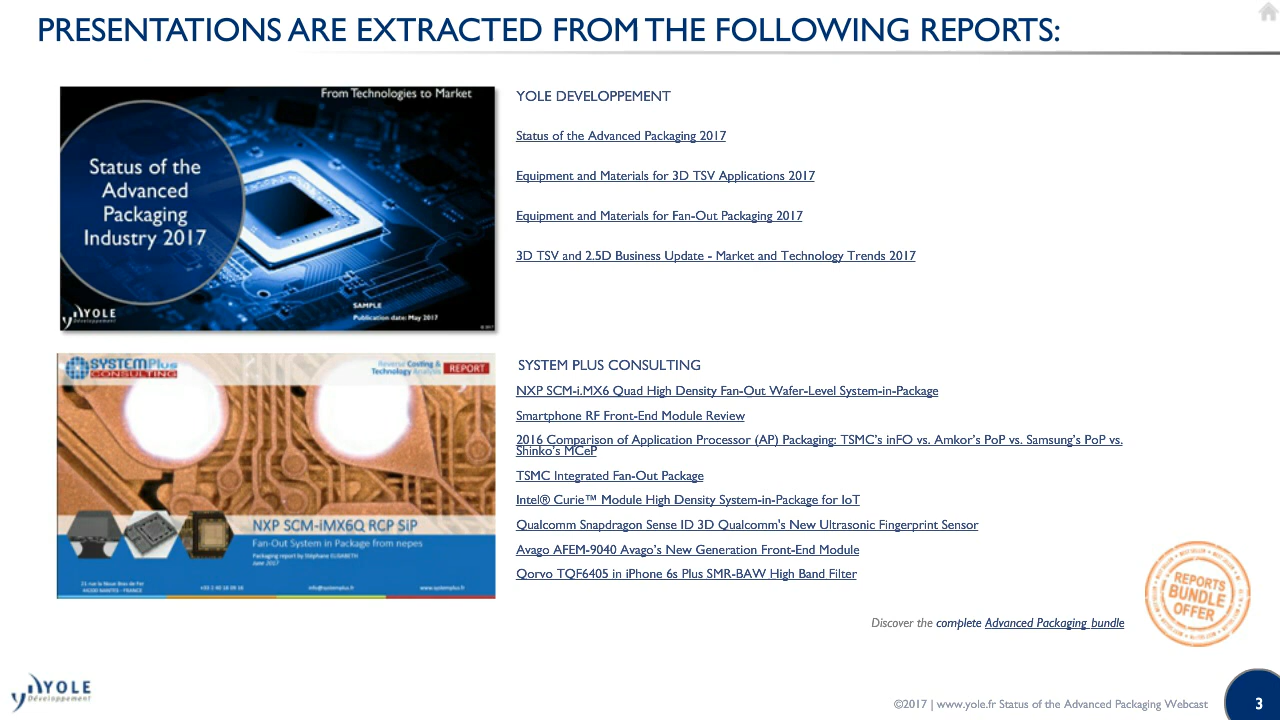 PRESENTATIONS ARE EXTRACTED FROM THE FOLLOWING REPORTS:
From Technologies to Market
Status of the
Advanced
Packaging
Industry 2017
SAMPLE
Publication date: May 2017
YOLE
Développement
© 2017
YOLE DEVELOPPEMENT
Status of the Advanced Packaging 2017
Equipment and Materials for 3D TSV Applications 2017
Equipment and Materials for Fan-Out Packaging 2017
3D TSV and 2.5D Business Update - Market and Technology Trends 2017
SYSTEMPlus
CONSULTING
Reverse Costing &
Technology Analysis
REPORT
NXP SCM-iMX6Q RCP SiP
Fan-Out System in Package from nepes
Packaging report by Stéphane ELISABETH
June 2017
21 rue la Noue Bras de Fer
44200 NANTES - FRANCE
+33 2 40 18 09 16
info@systemplus.fr
www.systemplus.fr
SYSTEM PLUS CONSULTING
NXP SCM-i.MX6 Quad High Density Fan-Out Wafer-Level System-in-Package
Smartphone RF Front-End Module Review
2016 Comparison of Application Processor (AP) Packaging: TSMC's inFO vs. Amkor's PoP vs. Samsung's PoP vs.
Shinko's MCeP
TSMC Integrated Fan-Out Package
Intel® Curie™ Module High Density System-in-Package for IoT
Qualcomm Snapdragon Sense ID 3D Qualcomm's New Ultrasonic Fingerprint Sensor
Avago AFEM-9040 Avago's New Generation Front-End Module
Qorvo TQF6405 in iPhone 6s Plus SMR-BAW High Band Filter
REPORTS
BUNDLE
OFFER
Discover the complete Advanced Packaging bundle
YOLE
Développement
©2017 | www.yole.fr Status of the Advanced Packaging Webcast
3